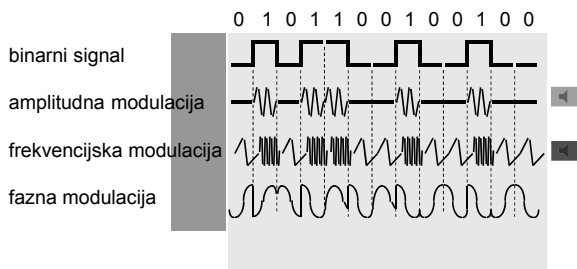 0 1 0 1 1 0 0 1 0 0 1 0 0
binarni signal
amplitudna modulacija
frekvencijska modulacija
fazna modulacija